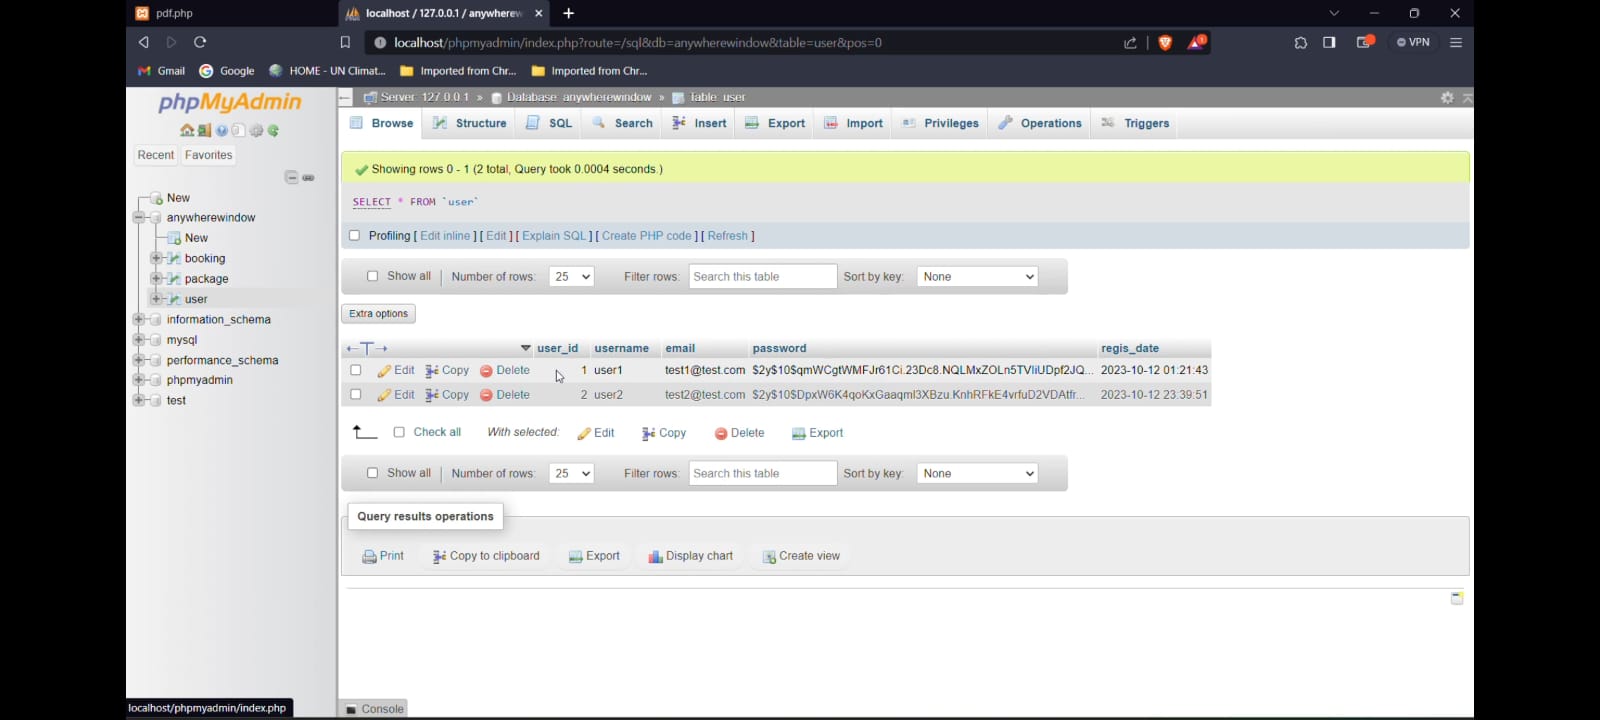 pdf.php
localhost / 127.0.0.1 / anywherew
localhost/phpmyadmin/index.php?route=/sql&db=anywherewindow&table=user&pos=0
VPN
Gmail Google HOME - UN Climat... Imported from Chr... Imported from Chr...
phpMyAdmin
Recent Favorites
New
anywherewindow
New
booking
package
user
information_schema
mysql
performance_schema
phpmyadmin
test
Server: 127.0.0.1 » Database: anywherewindow » Table: user
Browse Structure SQL Search Insert Export Import Privileges Operations Triggers
Showing rows 0 - 1 (2 total, Query took 0.0004 seconds.)
SELECT * FROM `user`
Profiling [ Edit inline ] [ Edit ] [ Explain SQL ] [ Create PHP code ] [ Refresh ]
Show all Number of rows: 25 Filter rows: Search this table Sort by key: None
Extra options
user_id username email password regis_date
Edit Copy Delete 1 user1 test1@test.com 2023-10-12 01:21:43
Edit Copy Delete 2 user2 test2@test.com 2023-10-12 23:39:51
Check all With selected: Edit Copy Delete Export
Show all Number of rows: 25 Filter rows: Search this table Sort by key: None
Query results operations
Print Copy to clipboard Export Display chart Create view
localhost/phpmyadmin/index.php
Console